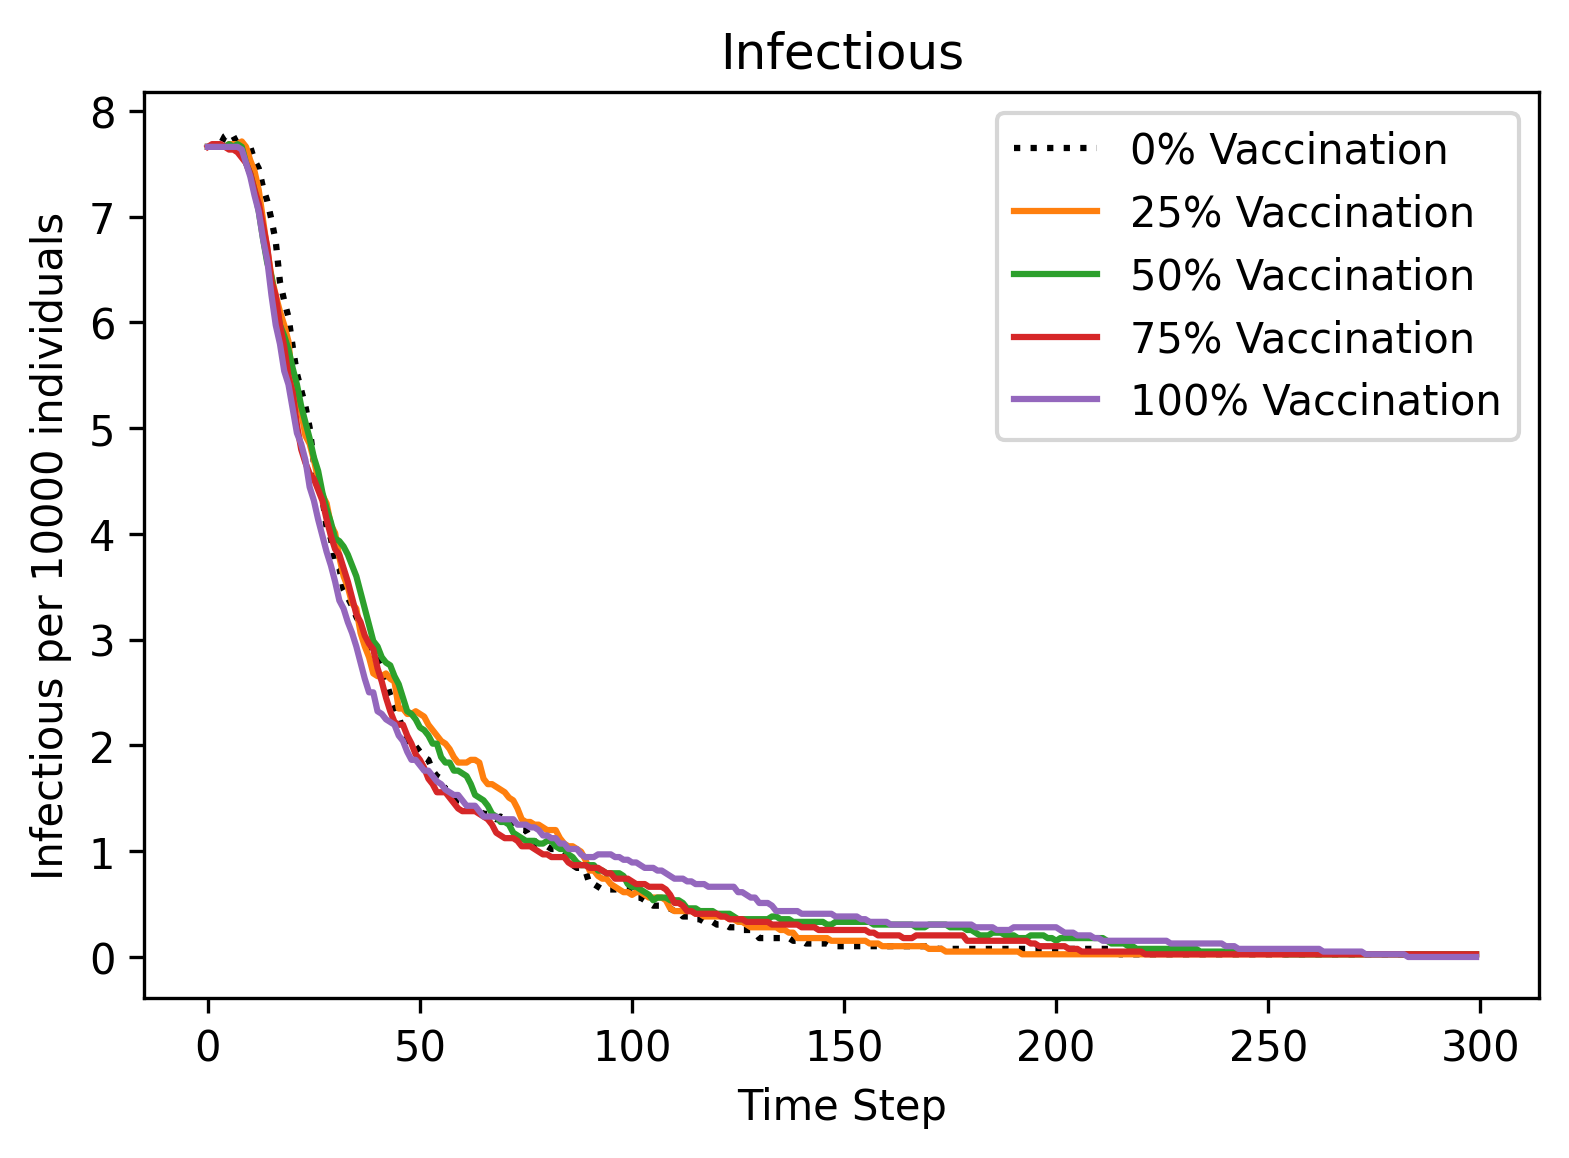 Infectious
8
7
6
5
4
3
2
1
0
Infectious per 10000 individuals
0% Vaccination
25% Vaccination
50% Vaccination
75% Vaccination
100% Vaccination
0 50 100 150 200 250 300
Time Step